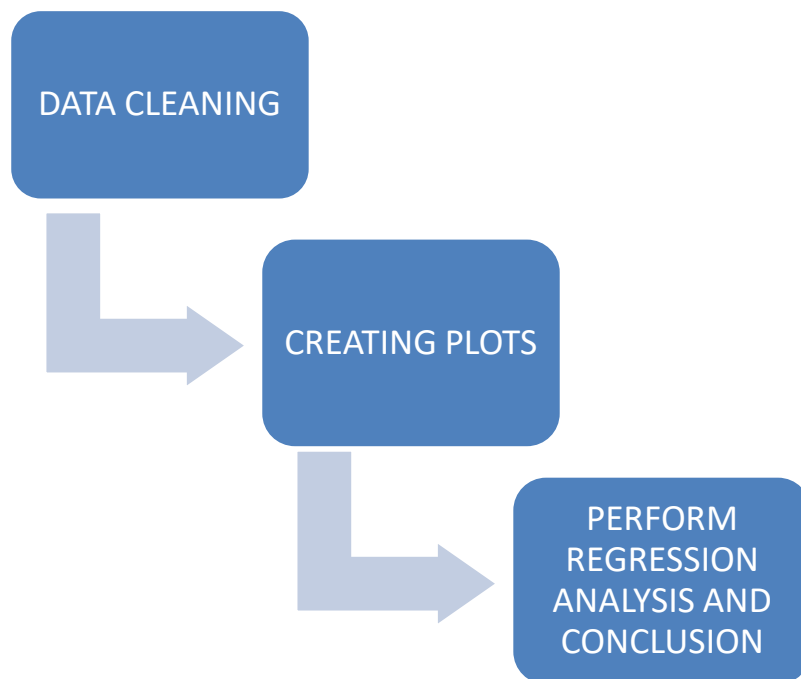 DATA CLEANING
CREATING PLOTS
PERFORM
REGRESSION
ANALYSIS AND
CONCLUSION